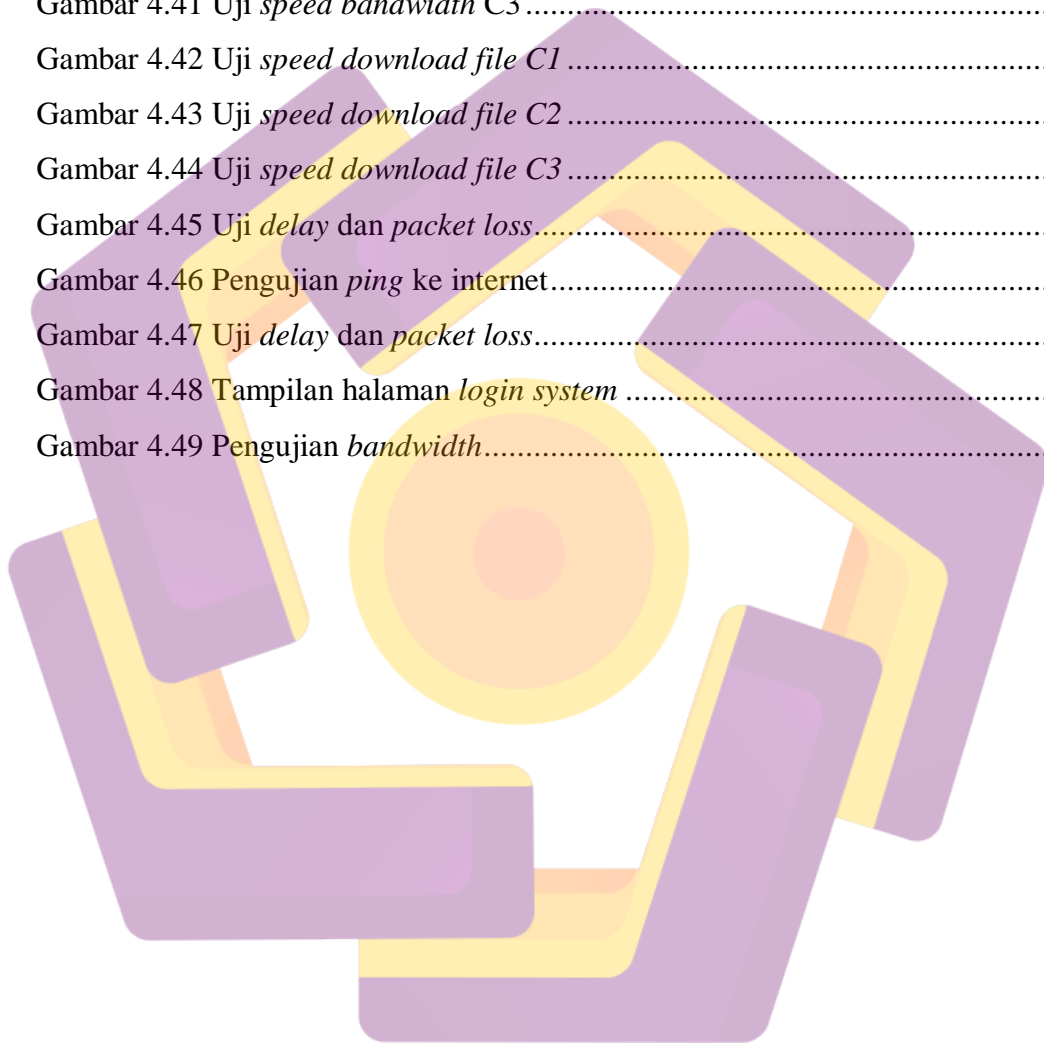 Gambar 4.41 Uji speed bandwidth C3.......................................................
Gambar 4.42 Uji speed download file C1.................................................
Gambar 4.43 Uji speed download file C2.................................................
Gambar 4.44 Uji speed download file C3.................................................
Gambar 4.45 Uji delay dan packet loss.....................................................
Gambar 4.46 Pengujian ping ke internet...................................................
Gambar 4.47 Uji delay dan packet loss.....................................................
Gambar 4.48 Tampilan halaman login system .........................................
Gambar 4.49 Pengujian bandwidth...........................................................